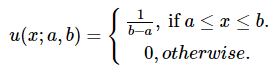 u(x; a, b) = { 1/(b−a), if a ≤ x ≤ b.
0, otherwise.